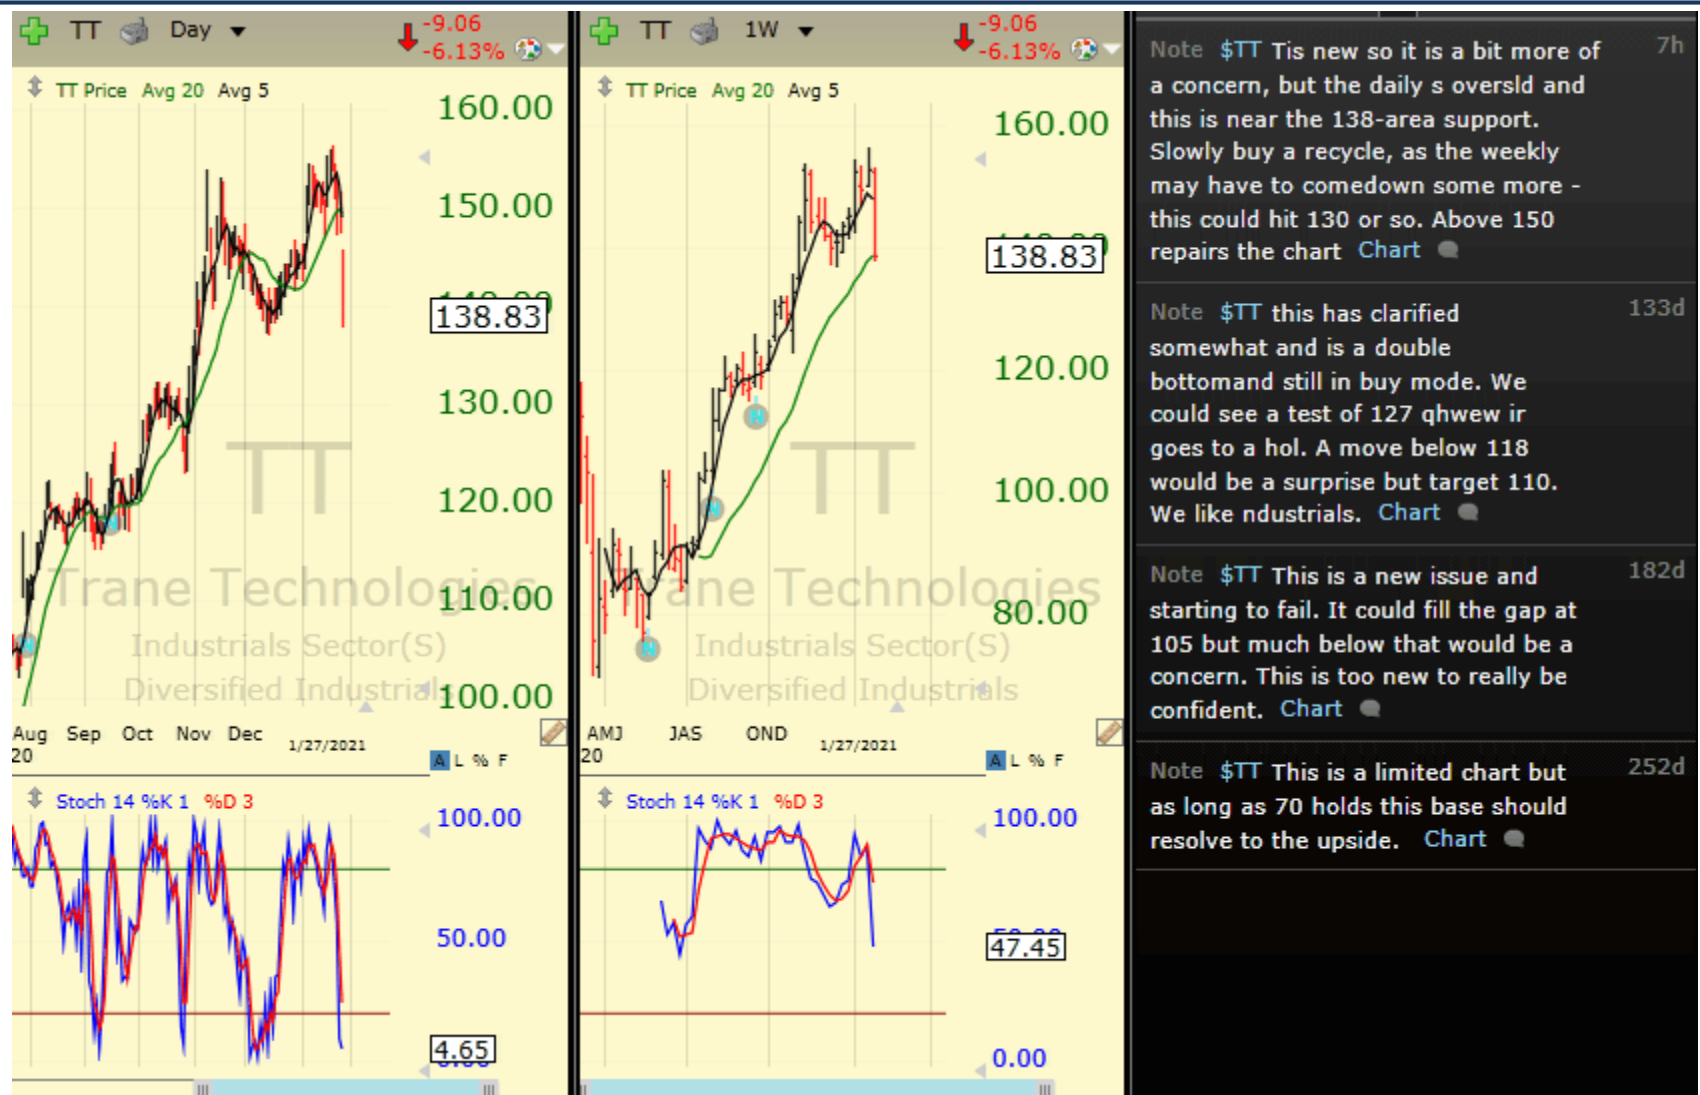 TT Day -9.06
-6.13%
TT Price Avg 20 Avg 5
160.00
150.00
138.83
130.00
120.00
TT
Trane Technologies
110.00
Industrials Sector(S)
Diversified Industrials
100.00
Aug Sep Oct Nov Dec 1/27/2021
20
A L % F
Stoch 14 %K 1 %D 3
100.00
50.00
4.65
TT 1W -9.06
-6.13%
TT Price Avg 20 Avg 5
160.00
138.83
120.00
TT
100.00
Trane Technologies
80.00
Industrials Sector(S)
Diversified Industrials
AMJ JAS OND 1/27/2021
20
A L % F
Stoch 14 %K 1 %D 3
100.00
47.45
0.00
Note $TT Tis new so it is a bit more of 7h
a concern, but the daily s oversld and
this is near the 138-area support.
Slowly buy a recycle, as the weekly
may have to comedown some more -
this could hit 130 or so. Above 150
repairs the chart Chart
Note $TT this has clarified 133d
somewhat and is a double
bottomand still in buy mode. We
could see a test of 127 qhwew ir
goes to a hol. A move below 118
would be a surprise but target 110.
We like ndustrials. Chart
Note $TT This is a new issue and 182d
starting to fail. It could fill the gap at
105 but much below that would be a
concern. This is too new to really be
confident. Chart
Note $TT This is a limited chart but 252d
as long as 70 holds this base should
resolve to the upside. Chart